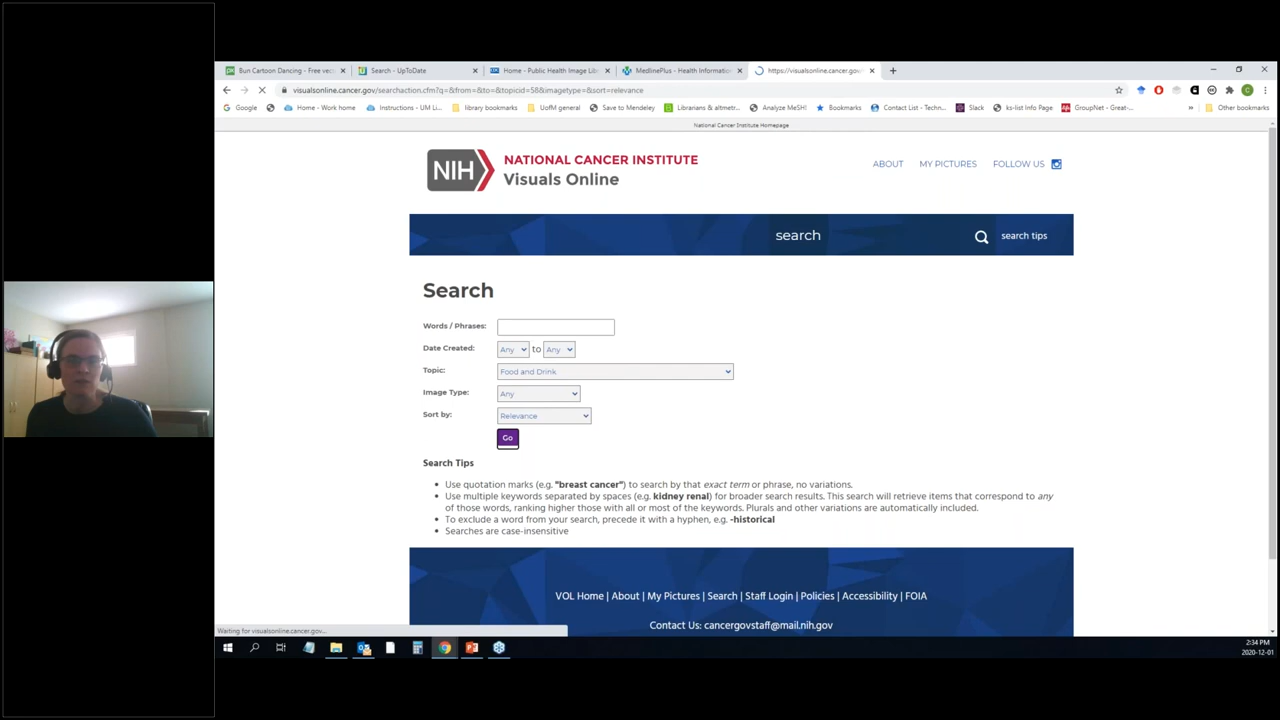 Bun Cartoon Dancing - Free vec
Search - UpToDate
Home - Public Health Image Lib
MedlinePlus - Health Information
https://visualsonline.cancer.gov
visualsonline.cancer.gov/searchaction.cfm?q=&from=&to=&topicid=58&imagetype=&sort=relevance
Google
Home - Work home
Instructions - UM Li...
library bookmarks
UofM general
Save to Mendeley
Librarians & altmetr...
Analyze MeSH!
Bookmarks
Contact List - Techn...
Slack
ks-list Info Page
GroupNet - Great-...
Other bookmarks
National Cancer Institute Homepage
NIH
NATIONAL CANCER INSTITUTE
Visuals Online
ABOUT
MY PICTURES
FOLLOW US
search
search tips
Search
Words / Phrases:
Date Created: Any to Any
Topic: Food and Drink
Image Type: Any
Sort by: Relevance
Go
Search Tips
Use quotation marks (e.g. "breast cancer") to search by that exact term or phrase, no variations.
Use multiple keywords separated by spaces (e.g. kidney renal) for broader search results. This search will retrieve items that correspond to any
of those words, ranking higher those with all or most of the keywords. Plurals and other variations are automatically included.
To exclude a word from your search, precede it with a hyphen, e.g. -historical
Searches are case-insensitive
VOL Home | About | My Pictures | Search | Staff Login | Policies | Accessibility | FOIA
Contact Us: cancergovstaff@mail.nih.gov
Waiting for visualsonline.cancer.gov...
2:34 PM
2020-12-01